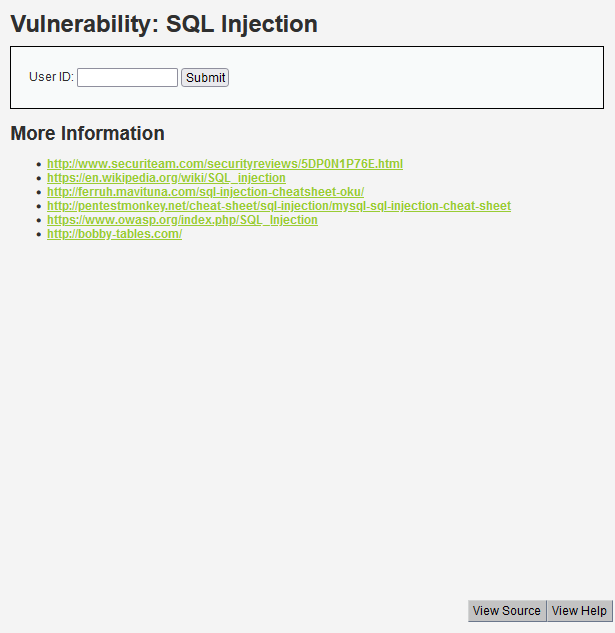 Vulnerability: SQL Injection
User ID: Submit
More Information
http://www.securiteam.com/securityreviews/5DP0N1P76E.html
https://en.wikipedia.org/wiki/SQL_injection
http://ferruh.mavituna.com/sql-injection-cheatsheet-oku/
http://pentestmonkey.net/cheat-sheet/sql-injection/mysql-sql-injection-cheat-sheet
https://www.owasp.org/index.php/SQL_Injection
http://bobby-tables.com/
View Source View Help